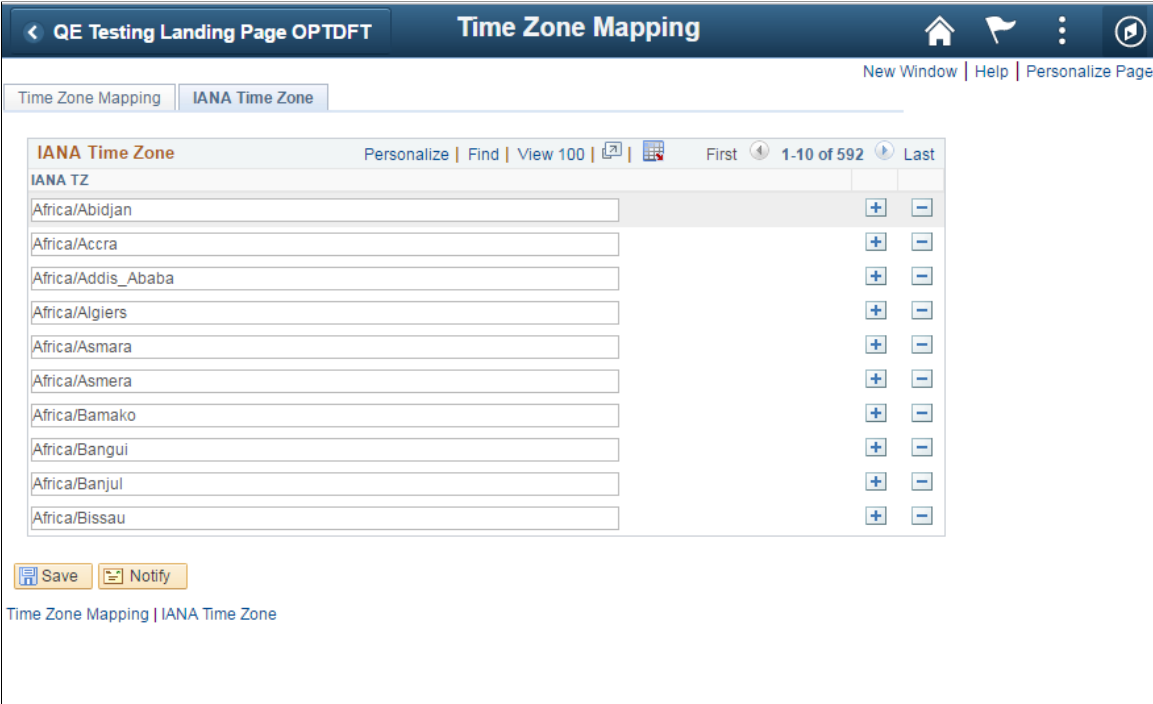 QE Testing Landing Page OPTDFT Time Zone Mapping
New Window | Help | Personalize Page
Time Zone Mapping IANA Time Zone
IANA Time Zone Personalize | Find | View 100 | | First 1-10 of 592 Last
IANA TZ
Africa/Abidjan
Africa/Accra
Africa/Addis_Ababa
Africa/Algiers
Africa/Asmara
Africa/Asmera
Africa/Bamako
Africa/Bangui
Africa/Banjul
Africa/Bissau
Save Notify
Time Zone Mapping | IANA Time Zone